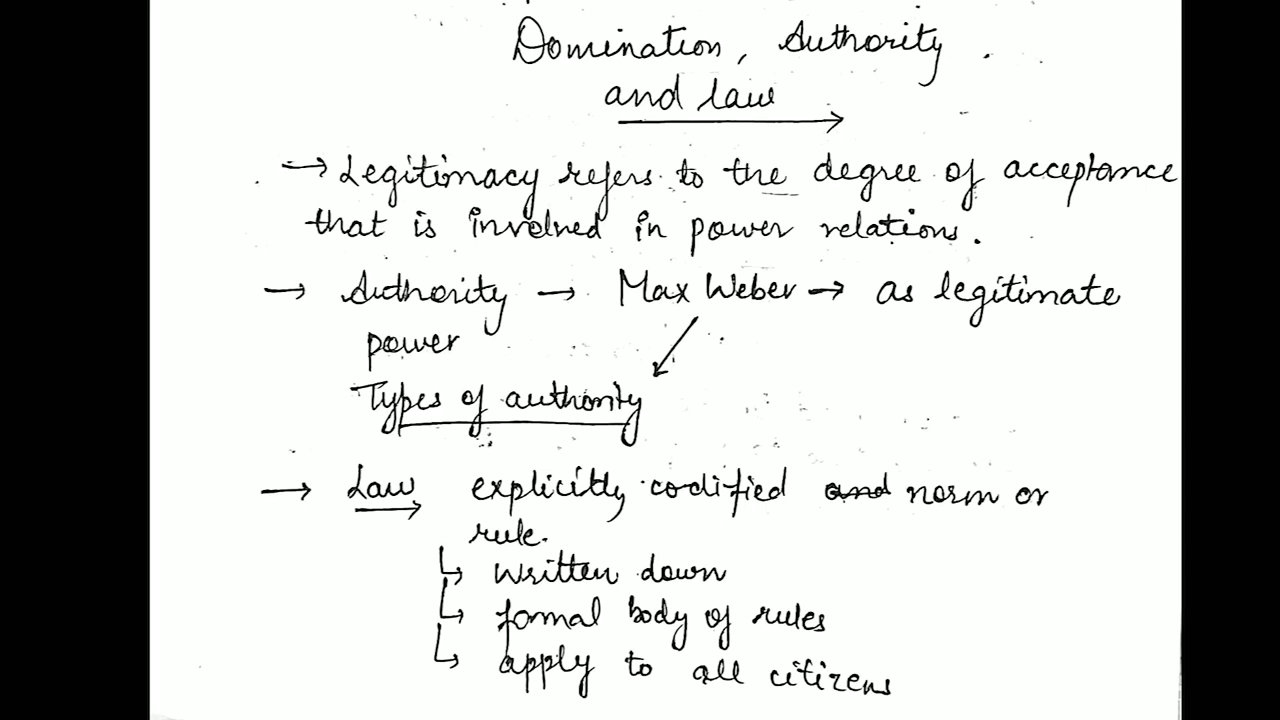 Domination, Authority.
and law
→ Legitimacy refers to the degree of acceptance
that is involved in power relations.
→ Authority → Max Weber → as legitimate
power
Types of authority
→ Law explicitly codified and norm or
rule.
↳ written down
↳ formal body of rules
↳ apply to all citizens